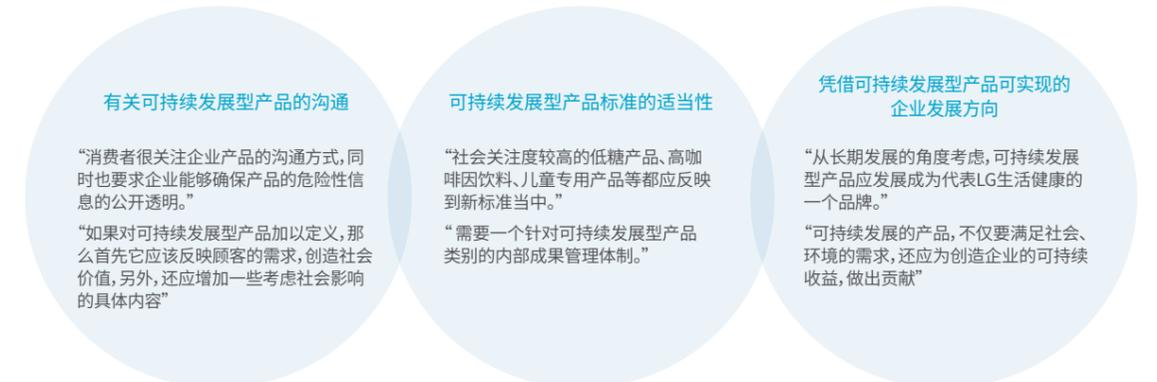 有关可持续发展型产品的沟通
“消费者很关注企业产品的沟通方式，同
时也要求企业能够确保产品的危险性信
息的公开透明。”
“如果对可持续发展型产品加以定义，那
么首先它应该反映顾客的需求，创造社会
价值，另外，还应增加一些考虑社会影响
的具体内容”
可持续发展型产品标准的适当性
“社会关注度较高的低糖产品、高咖
啡因饮料、儿童专用产品等都应反映
到新标准当中。”
“ 需要一个针对可持续发展型产品
类别的内部成果管理体制。”
凭借可持续发展型产品可实现的
企业发展方向
“从长期发展的角度考虑，可持续发展
型产品应发展成为代表LG生活健康的
一个品牌。”
“可持续发展的产品，不仅要满足社会、
环境的需求，还应为创造企业的可持续
收益，做出贡献”